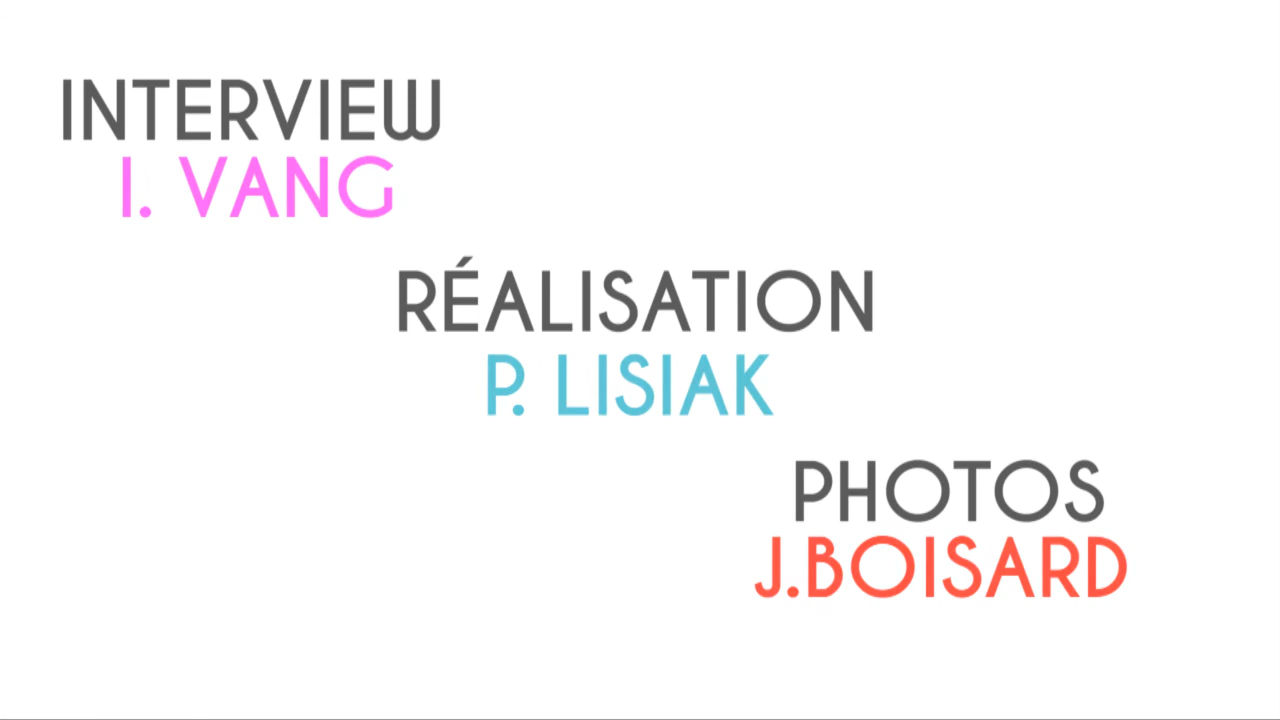 INTERVIEW
I. VANG
RÉALISATION
P. LISIAK
PHOTOS
J.BOISARD